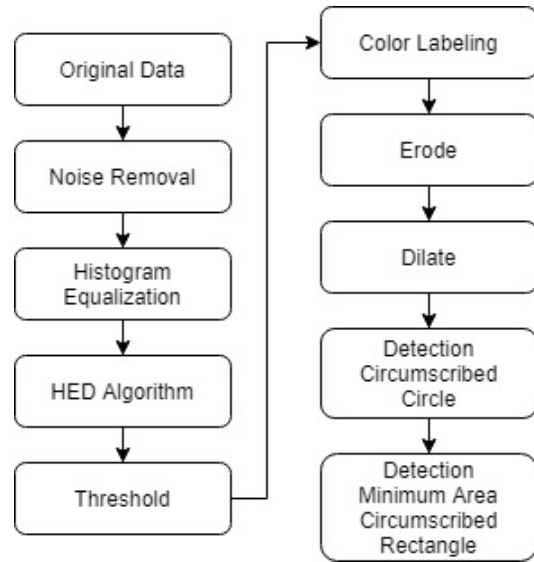 Original Data
Noise Removal
Histogram
Equalization
HED Algorithm
Threshold
Color Labeling
Erode
Dilate
Detection
Circumscribed
Circle
Detection
Minimum Area
Circumscribed
Rectangle